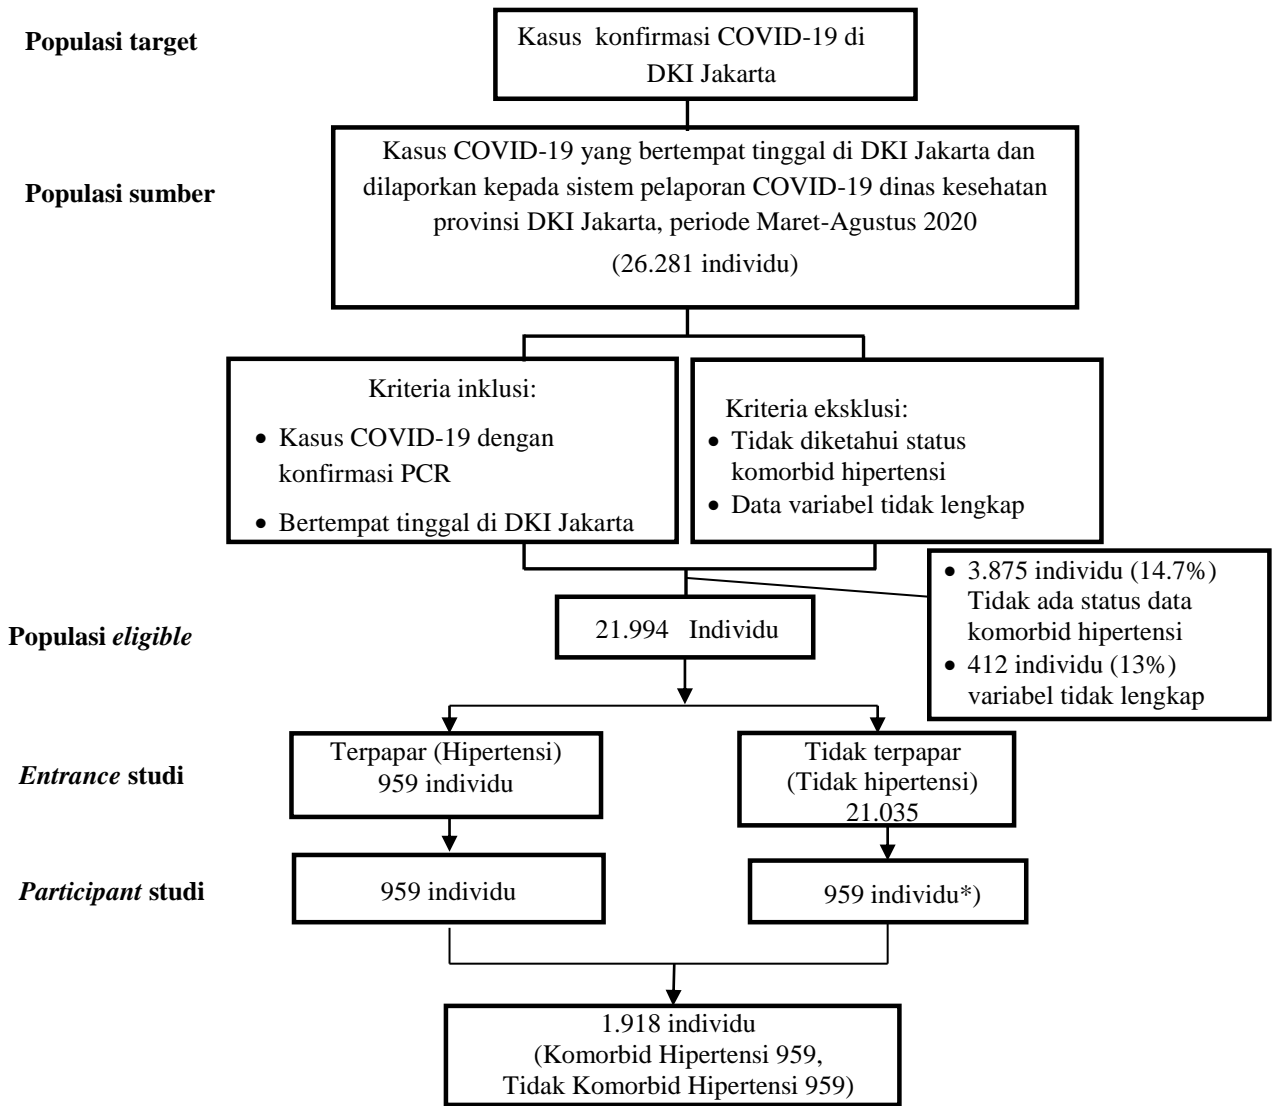 Populasi target
Kasus konfirmasi COVID-19 di
DKI Jakarta
Populasi sumber
Kasus COVID-19 yang bertempat tinggal di DKI Jakarta dan
dilaporkan kepada sistem pelaporan COVID-19 dinas kesehatan
provinsi DKI Jakarta, periode Maret-Agustus 2020
(26.281 individu)
Kriteria inklusi:
• Kasus COVID-19 dengan
konfirmasi PCR
• Bertempat tinggal di DKI Jakarta
Kriteria eksklusi:
• Tidak diketahui status
komorbid hipertensi
• Data variabel tidak lengkap
• 3.875 individu (14.7%)
Tidak ada status data
komorbid hipertensi
• 412 individu (13%)
variabel tidak lengkap
Populasi eligible
21.994 Individu
Entrance studi
Terpapar (Hipertensi)
959 individu
Tidak terpapar
(Tidak hipertensi)
21.035
Participant studi
959 individu
959 individu*)
1.918 individu
(Komorbid Hipertensi 959,
Tidak Komorbid Hipertensi 959)